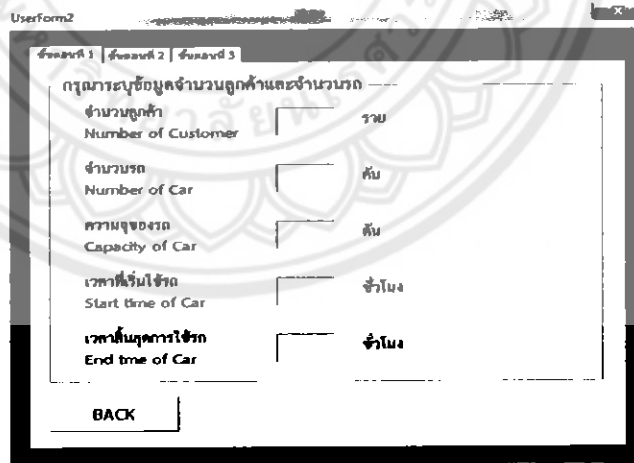 UserForm2
ขั้นตอนที่ 1 ขั้นตอนที่ 2 ขั้นตอนที่ 3
กรุณาระบุข้อมูลจำนวนลูกค้าและจำนวนรถ
จำนวนลูกค้า
Number of Customer
ราย
จำนวนรถ
Number of Car
คัน
ความจุของรถ
Capacity of Car
ตัน
เวลาที่เริ่มใช้รถ
Start time of Car
ชั่วโมง
เวลาสิ้นสุดการใช้รถ
End tme of Car
ชั่วโมง
BACK